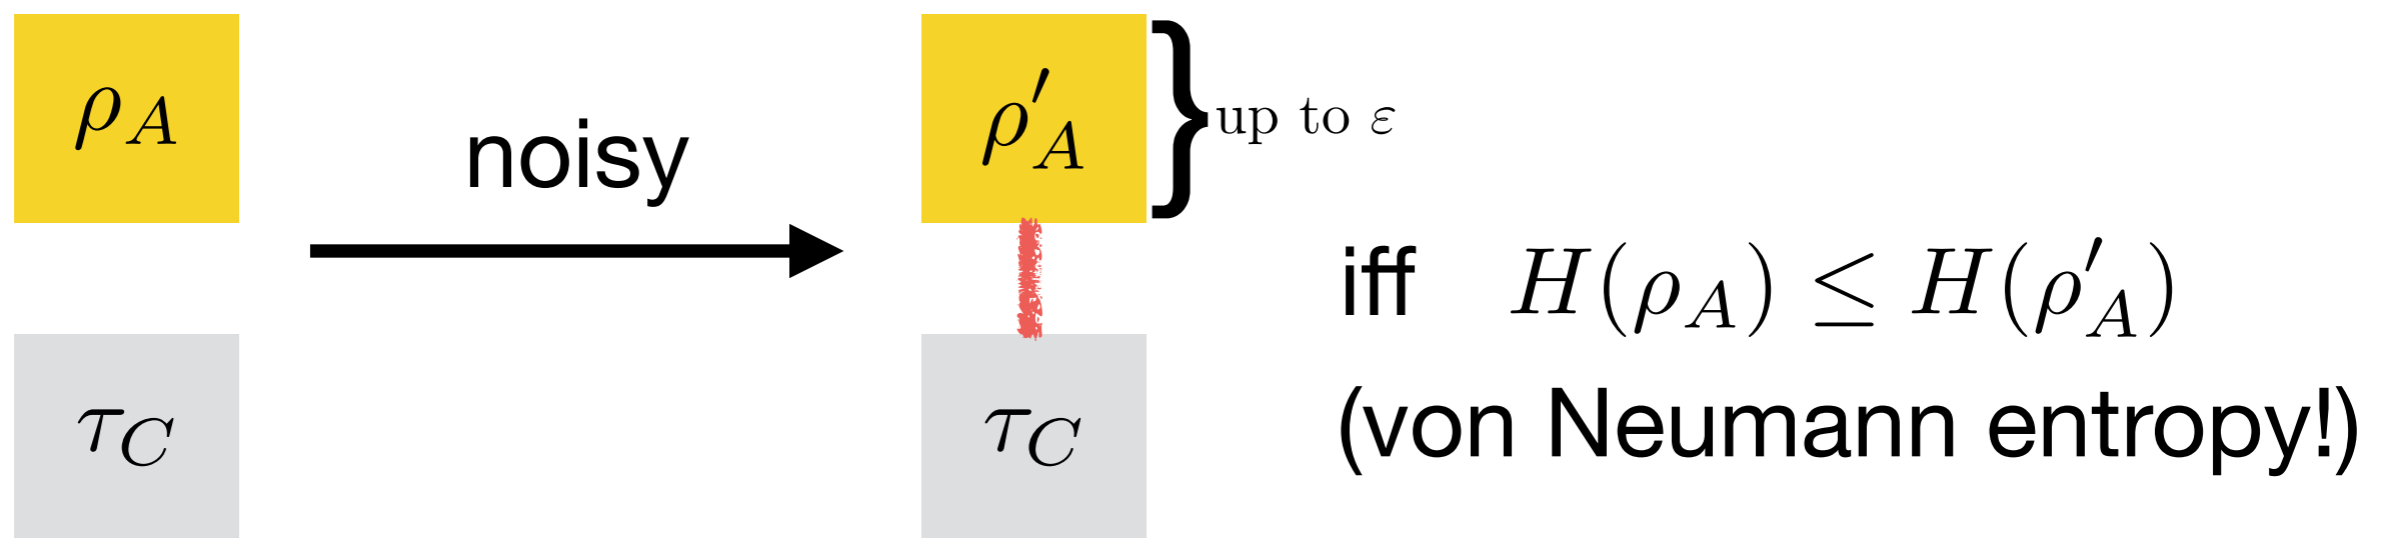 ρ_A
noisy
ρ′_A
up to ε
τ_C
τ_C
iff H(ρ_A) ≤ H(ρ′_A)
(von Neumann entropy!)